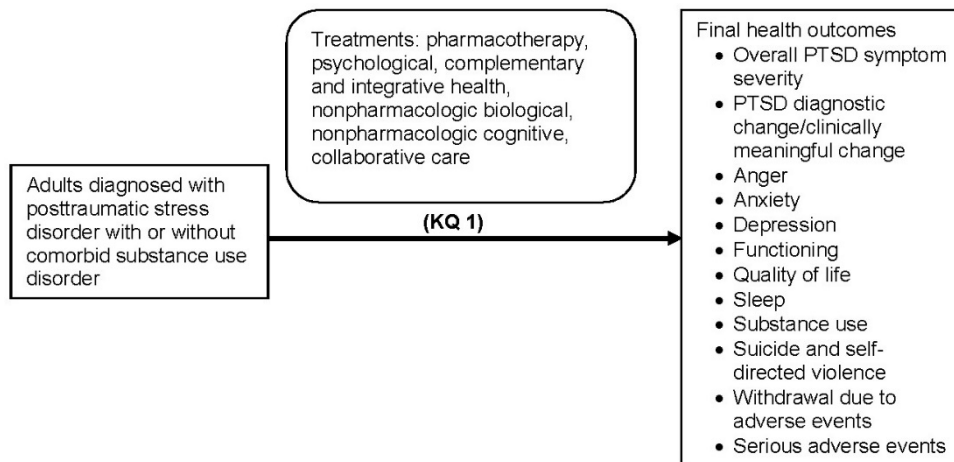 Treatments: pharmacotherapy,
psychological, complementary
and integrative health,
nonpharmacologic biological,
nonpharmacologic cognitive,
collaborative care
Adults diagnosed with
posttraumatic stress
disorder with or without
comorbid substance use
disorder
(KQ 1)
Final health outcomes
• Overall PTSD symptom
severity
• PTSD diagnostic
change/clinically
meaningful change
• Anger
• Anxiety
• Depression
• Functioning
• Quality of life
• Sleep
• Substance use
• Suicide and self-
directed violence
• Withdrawal due to
adverse events
• Serious adverse events